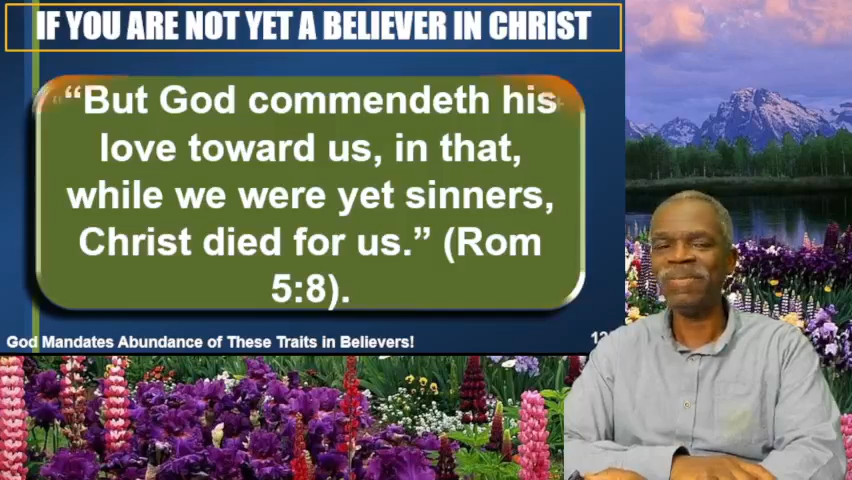 IF YOU ARE NOT YET A BELIEVER IN CHRIST
“But God commendeth his
love toward us, in that,
while we were yet sinners,
Christ died for us.” (Rom
5:8).
God Mandates Abundance of These Traits in Believers!